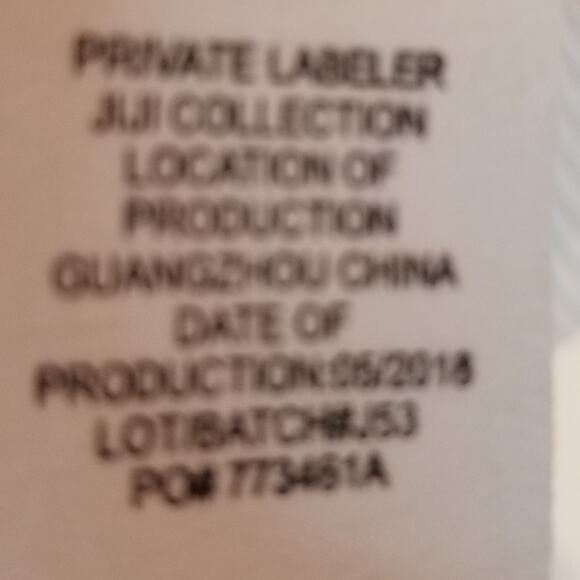 PRIVATE LABELER
JIJI COLLECTION
LOCATION OF
PRODUCTION
GUANGZHOU CHINA
DATE OF
PRODUCTION:05/2018
LOT/BATCH#J53
PO# 773461A